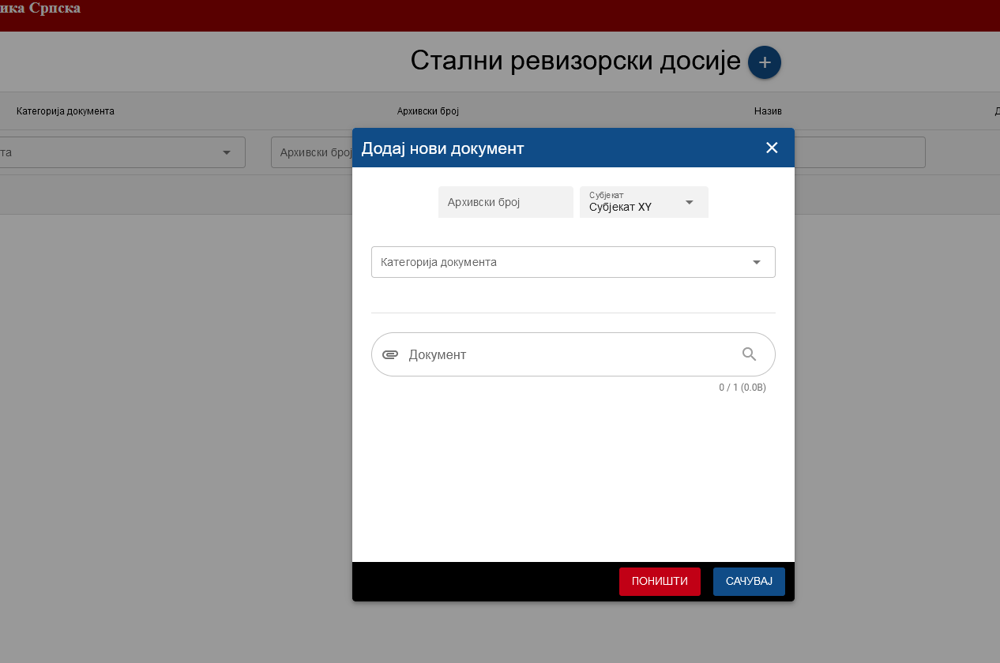 ика Српска
Стални ревизорски досије
Категорија документа
Архивски број
Назив
та
Архивски број
Додај нови документ
Архивски број
Субјекат
Субјекат XY
Категорија документа
Документ
0 / 1 (0.0B)
ПОНИШТИ
САЧУВАЈ